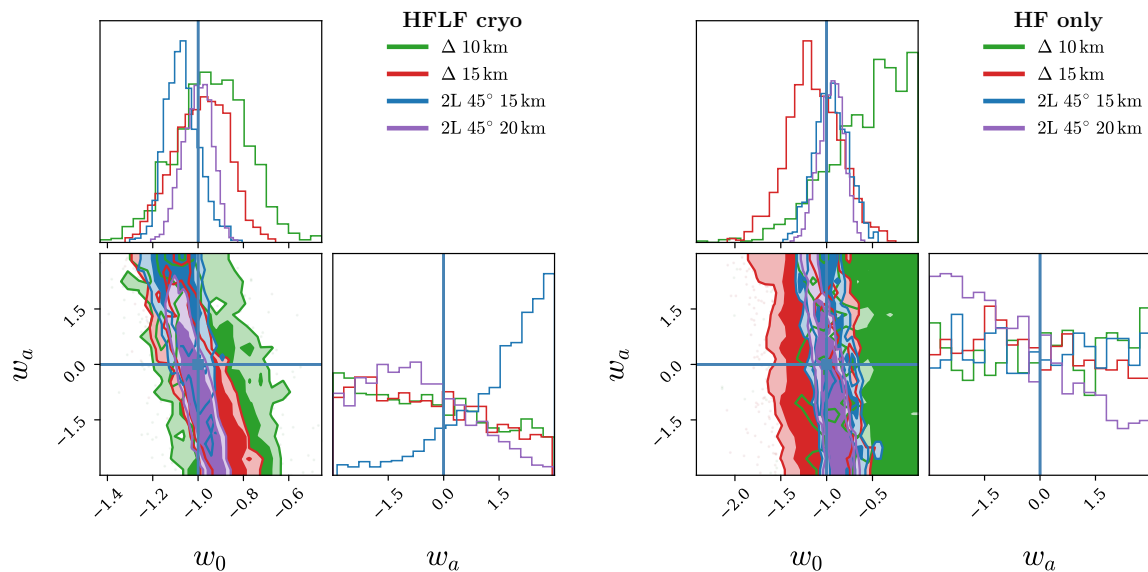 HFLF cryo
Δ 10 km
Δ 15 km
2L 45° 15 km
2L 45° 20 km
1.5
0.0
−1.5
w_a
−1.4
−1.2
−1.0
−0.8
−0.6
w_0
−1.5
0.0
1.5
w_a
HF only
Δ 10 km
Δ 15 km
2L 45° 15 km
2L 45° 20 km
1.5
0.0
−1.5
w_a
−2.0
−1.5
−1.0
−0.5
w_0
−1.5
0.0
1.5
w_a